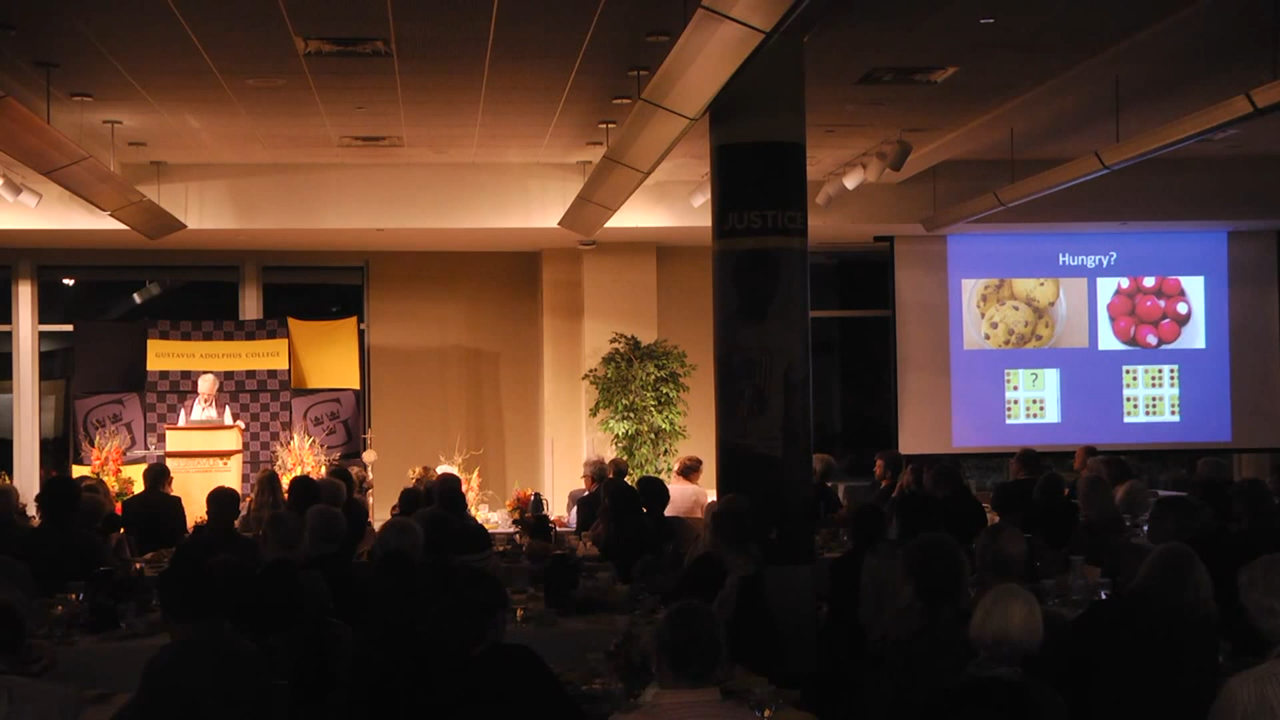 GUSTAVUS ADOLPHUS COLLEGE
G
G
JUSTICE
Hungry?
?